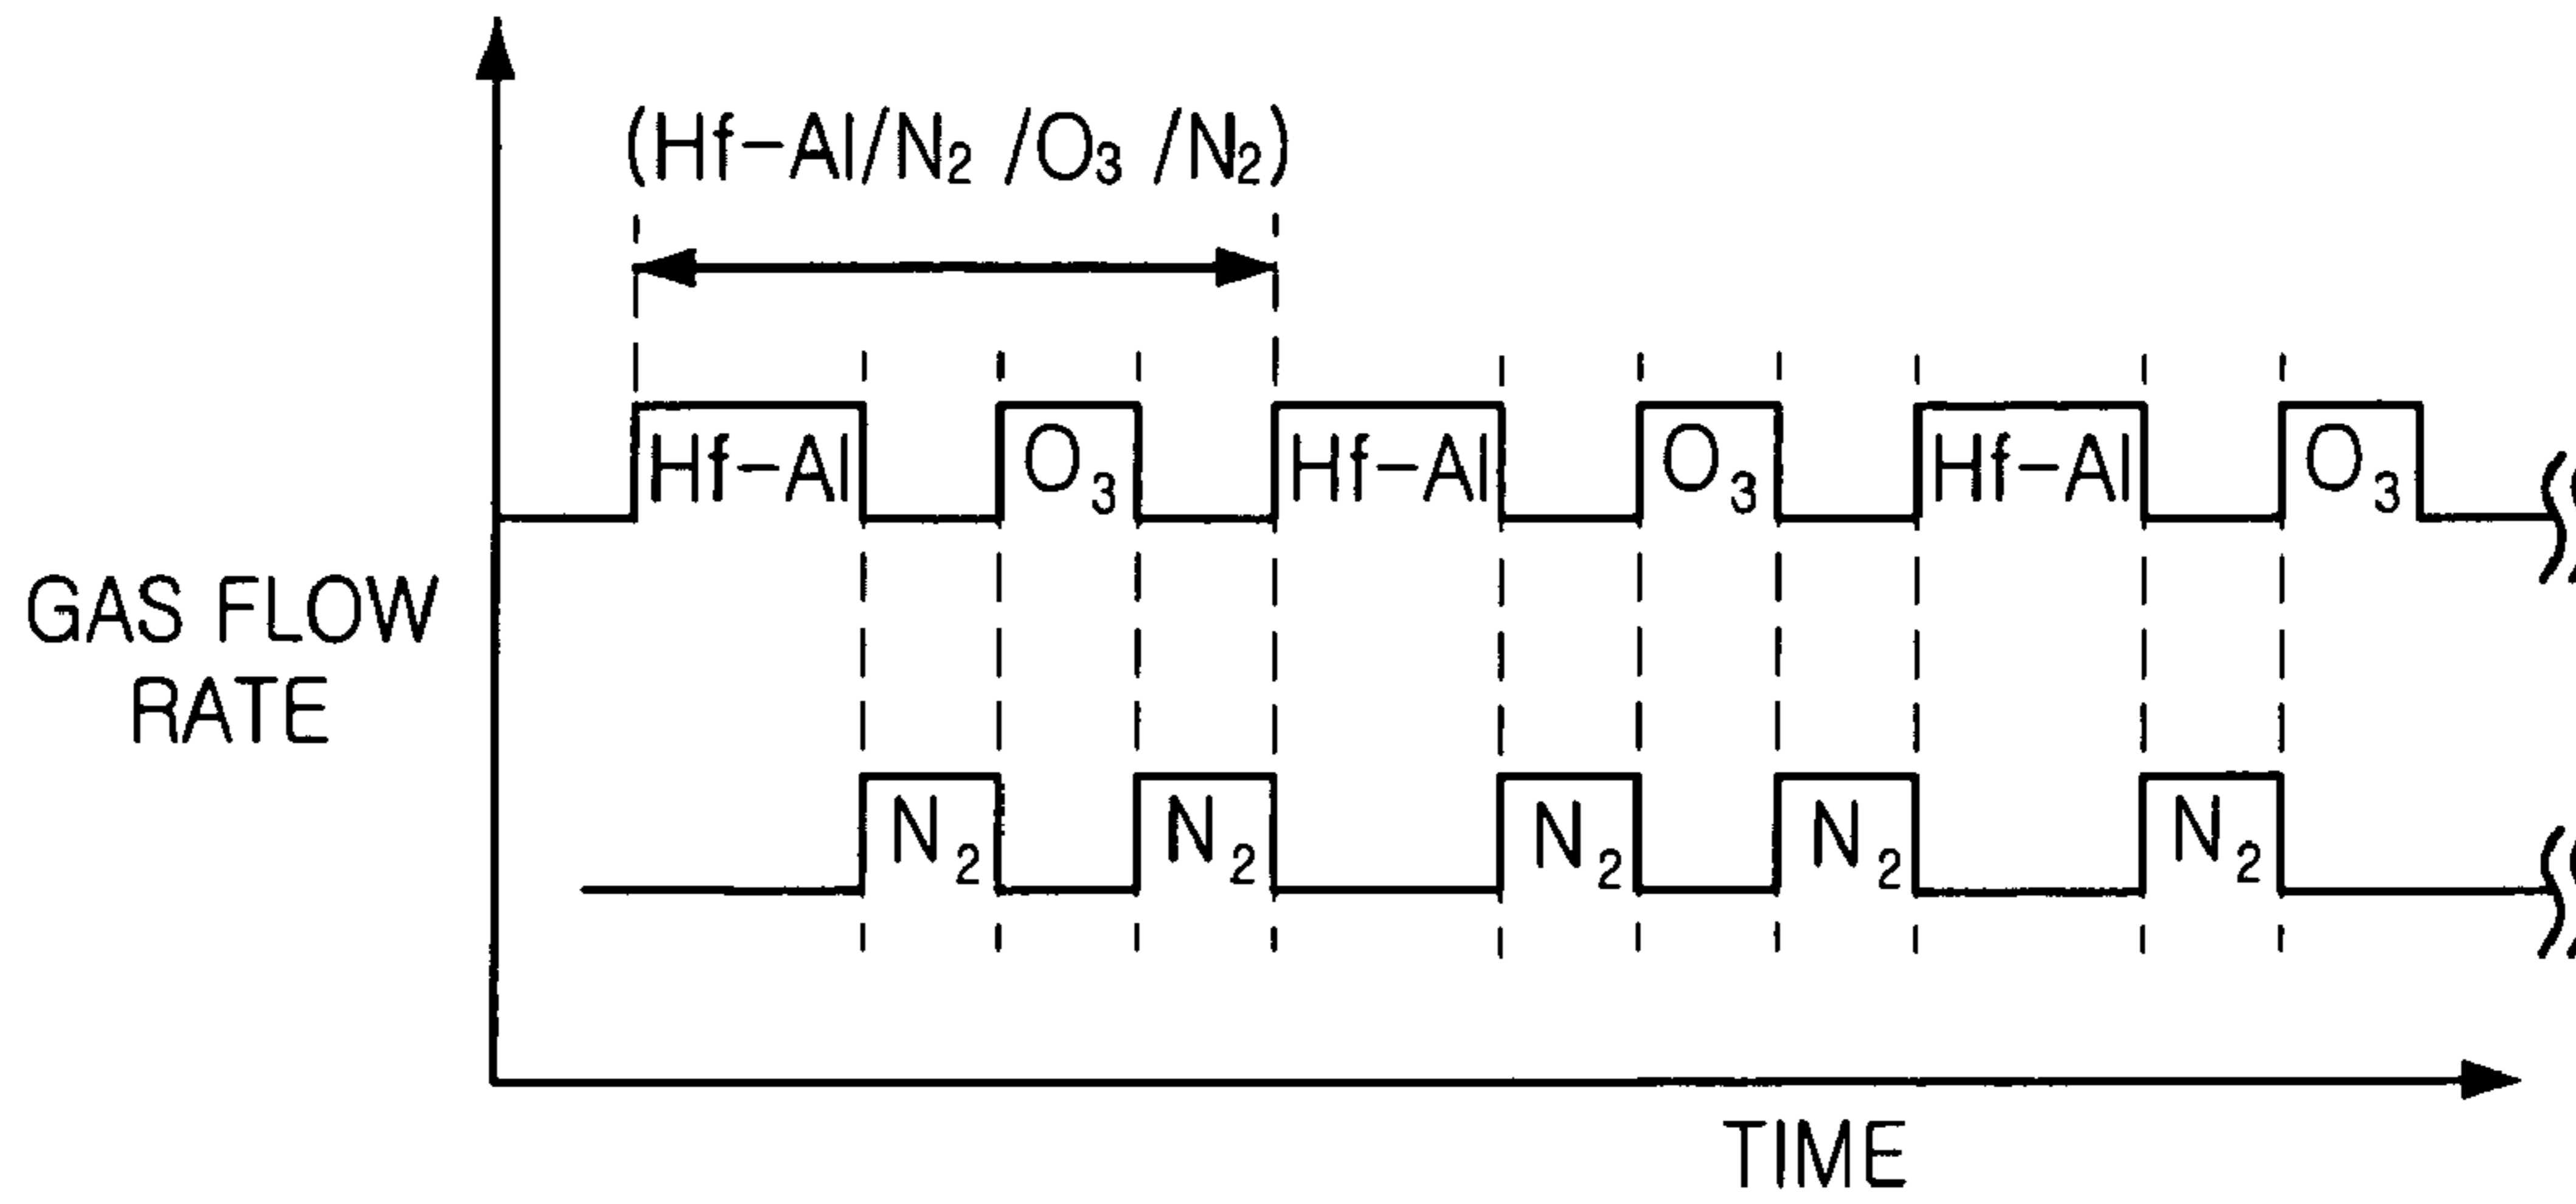 (Hf-Al/N₂ /O₃ /N₂)
Hf-Al O₃ Hf-Al O₃ Hf-Al O₃
GAS FLOW
RATE
N₂ N₂ N₂ N₂ N₂
TIME